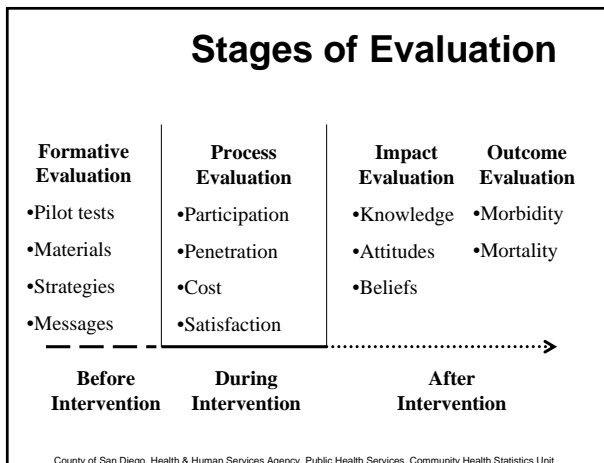 Stages of Evaluation
Formative
Evaluation
•Pilot tests
•Materials
•Strategies
•Messages
Process
Evaluation
•Participation
•Penetration
•Cost
•Satisfaction
Impact
Evaluation
•Knowledge
•Attitudes
•Beliefs
Outcome
Evaluation
•Morbidity
•Mortality
Before
Intervention
During
Intervention
After
Intervention
County of San Diego, Health & Human Services Agency, Public Health Services, Community Health Statistics Unit